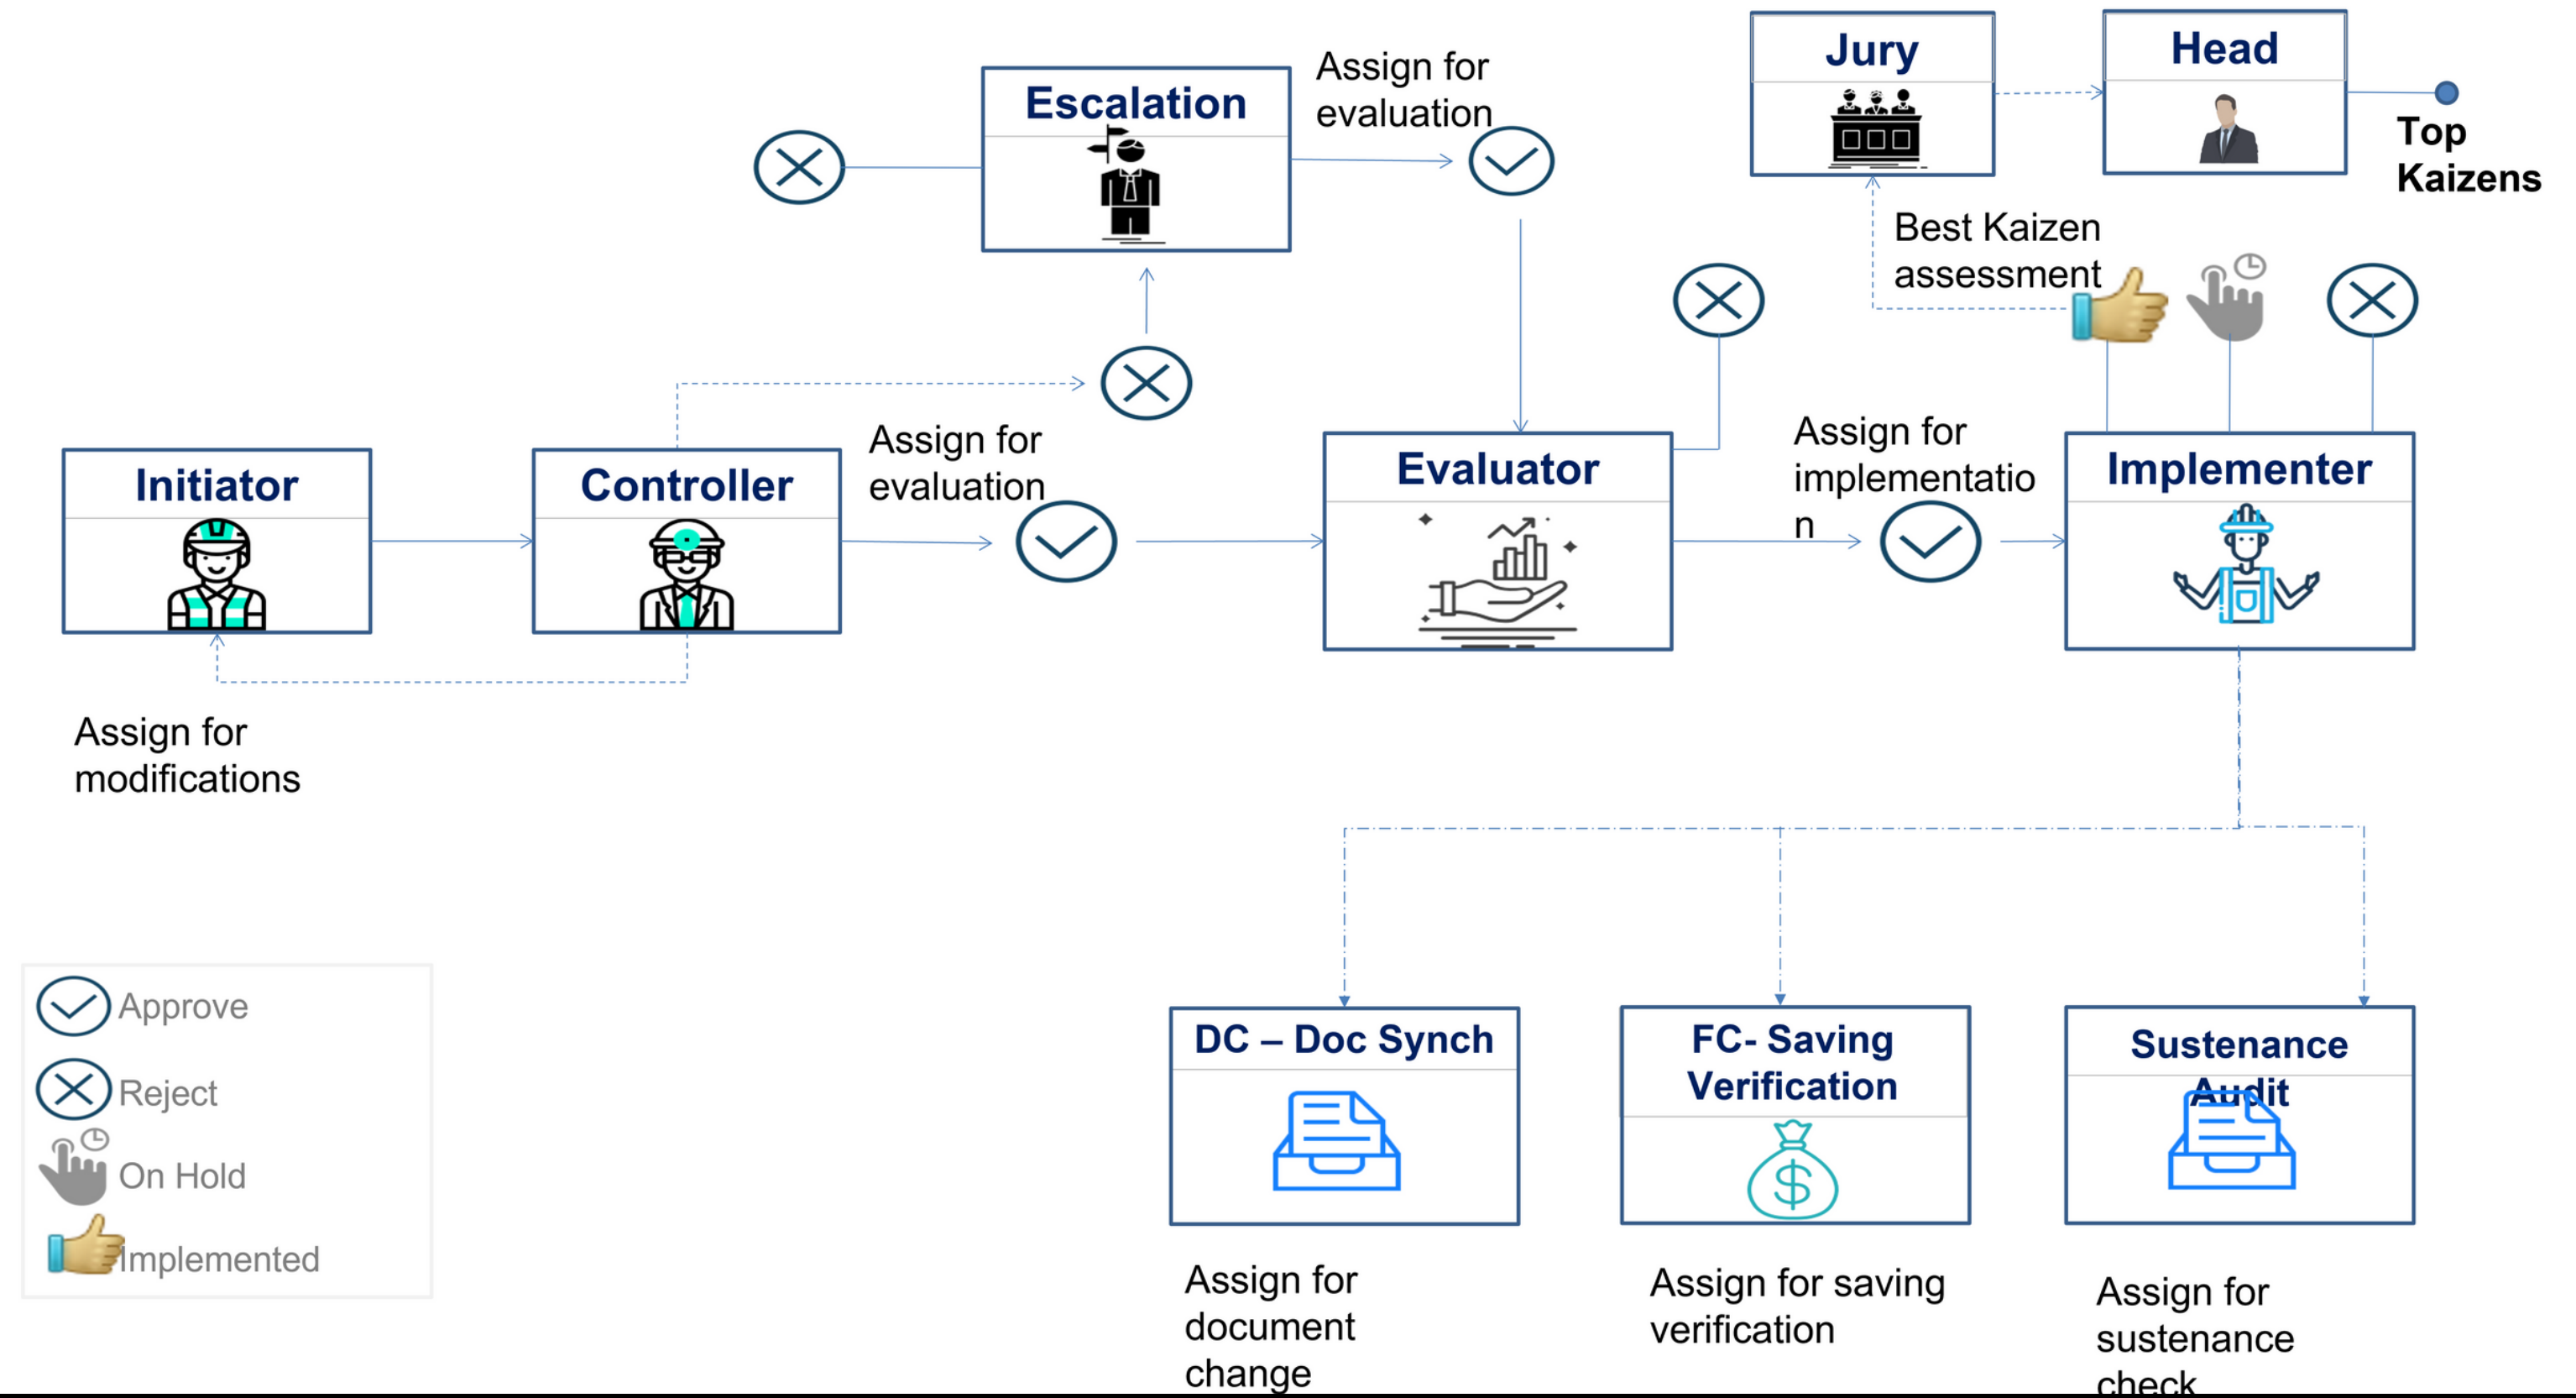 Jury
Head
Escalation
Assign for
evaluation
Top
Kaizens
Best Kaizen
assessment
Initiator
Controller
Assign for
evaluation
Evaluator
Assign for
implementatio
n
Implementer
Assign for
modifications
Approve
Reject
On Hold
Implemented
DC – Doc Synch
FC- Saving
Verification
Sustenance
Audit
Assign for
document
change
Assign for saving
verification
Assign for
sustenance
check